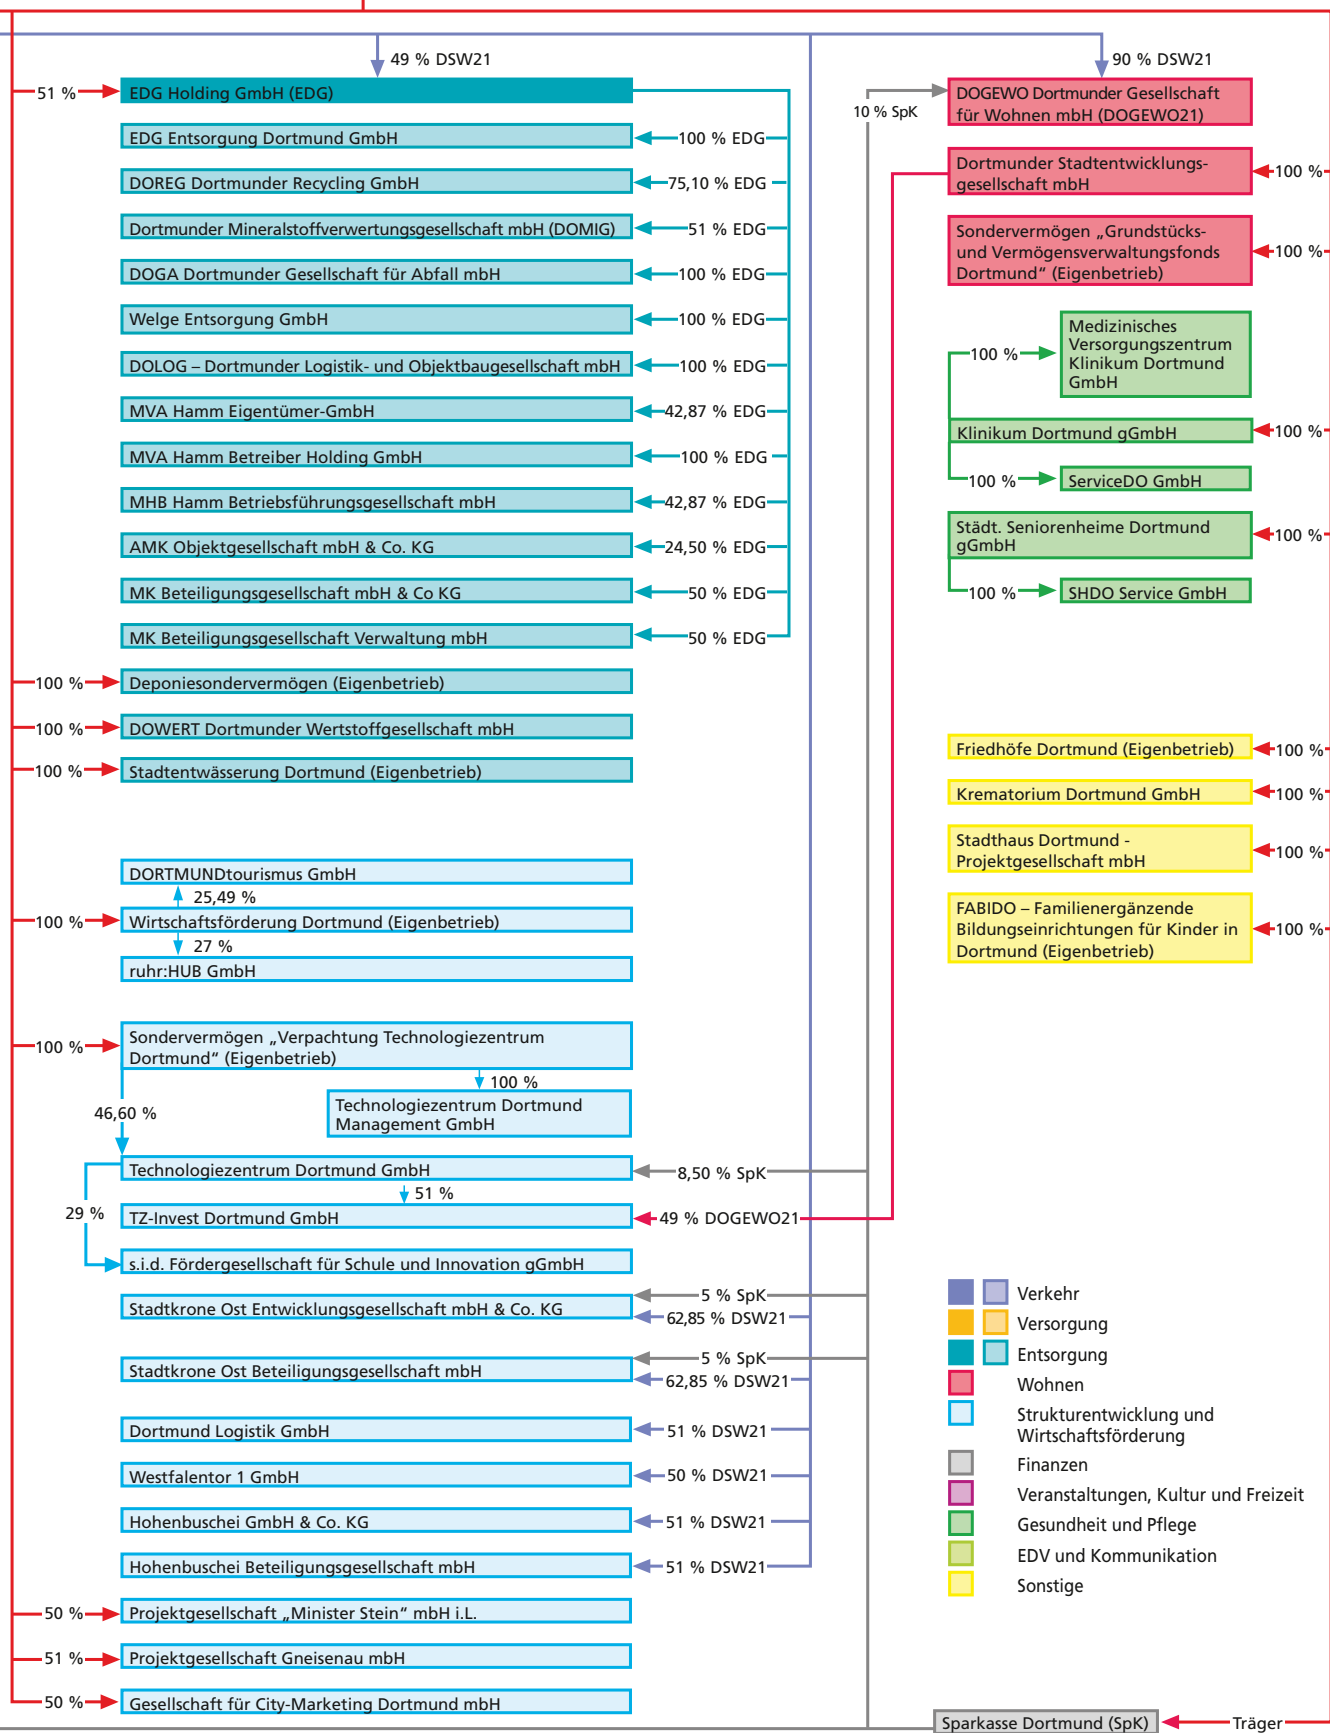 49 % DSW21
51 %
EDG Holding GmbH (EDG)
EDG Entsorgung Dortmund GmbH
100 % EDG
DOREG Dortmunder Recycling GmbH
75,10 % EDG
Dortmunder Mineralstoffverwertungsgesellschaft mbH (DOMIG)
51 % EDG
DOGA Dortmunder Gesellschaft für Abfall mbH
100 % EDG
Welge Entsorgung GmbH
100 % EDG
DOLOG – Dortmunder Logistik- und Objektbaugesellschaft mbH
100 % EDG
MVA Hamm Eigentümer-GmbH
42,87 % EDG
MVA Hamm Betreiber Holding GmbH
100 % EDG
MHB Hamm Betriebsführungsgesellschaft mbH
42,87 % EDG
AMK Objektgesellschaft mbH & Co. KG
24,50 % EDG
MK Beteiligungsgesellschaft mbH & Co KG
50 % EDG
MK Beteiligungsgesellschaft Verwaltung mbH
50 % EDG
100 %
Deponiesondervermögen (Eigenbetrieb)
100 %
DOWERT Dortmunder Wertstoffgesellschaft mbH
100 %
Stadtentwässerung Dortmund (Eigenbetrieb)
DORTMUNDtourismus GmbH
25,49 %
100 %
Wirtschaftsförderung Dortmund (Eigenbetrieb)
27 %
ruhr:HUB GmbH
100 %
Sondervermögen „Verpachtung Technologiezentrum
Dortmund“ (Eigenbetrieb)
100 %
46,60 %
Technologiezentrum Dortmund
Management GmbH
Technologiezentrum Dortmund GmbH
8,50 % SpK
51 %
29 %
TZ-Invest Dortmund GmbH
49 % DOGEWO21
s.i.d. Fördergesellschaft für Schule und Innovation gGmbH
Stadtkrone Ost Entwicklungsgesellschaft mbH & Co. KG
5 % SpK
62,85 % DSW21
Stadtkrone Ost Beteiligungsgesellschaft mbH
5 % SpK
62,85 % DSW21
Dortmund Logistik GmbH
51 % DSW21
Westfalentor 1 GmbH
50 % DSW21
Hohenbuschei GmbH & Co. KG
51 % DSW21
Hohenbuschei Beteiligungsgesellschaft mbH
51 % DSW21
50 %
Projektgesellschaft „Minister Stein“ mbH i.L.
51 %
Projektgesellschaft Gneisenau mbH
50 %
Gesellschaft für City-Marketing Dortmund mbH
90 % DSW21
10 % SpK
DOGEWO Dortmunder Gesellschaft
für Wohnen mbH (DOGEWO21)
Dortmunder Stadtentwicklungs-
gesellschaft mbH
100 %
Sondervermögen „Grundstücks-
und Vermögensverwaltungsfonds
Dortmund“ (Eigenbetrieb)
100 %
Medizinisches
Versorgungszentrum
Klinikum Dortmund
GmbH
100 %
Klinikum Dortmund gGmbH
100 %
100 %
ServiceDO GmbH
Städt. Seniorenheime Dortmund
gGmbH
100 %
100 %
SHDO Service GmbH
Friedhöfe Dortmund (Eigenbetrieb)
100 %
Krematorium Dortmund GmbH
100 %
Stadthaus Dortmund -
Projektgesellschaft mbH
100 %
FABIDO – Familienergänzende
Bildungseinrichtungen für Kinder in
Dortmund (Eigenbetrieb)
100 %
Verkehr
Versorgung
Entsorgung
Wohnen
Strukturentwicklung und
Wirtschaftsförderung
Finanzen
Veranstaltungen, Kultur und Freizeit
Gesundheit und Pflege
EDV und Kommunikation
Sonstige
Sparkasse Dortmund (SpK)
Träger